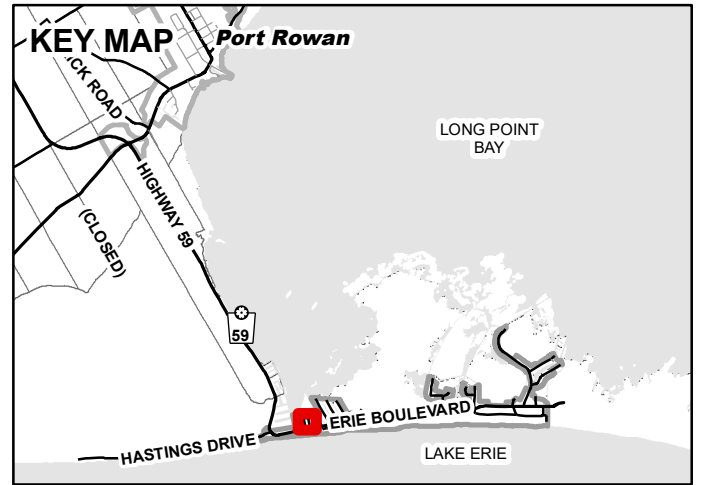 KEY MAP
Port Rowan
ICK ROAD
LONG POINT
BAY
HIGHWAY 59
(CLOSED)
59
ERIE BOULEVARD
HASTINGS DRIVE
LAKE ERIE